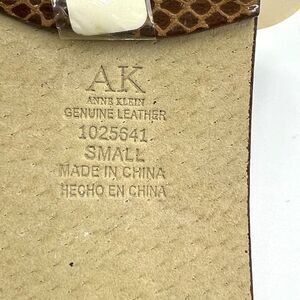 AK
ANNE KLEIN
GENUINE LEATHER
1025641
SMALL
MADE IN CHINA
HECHO EN CHINA